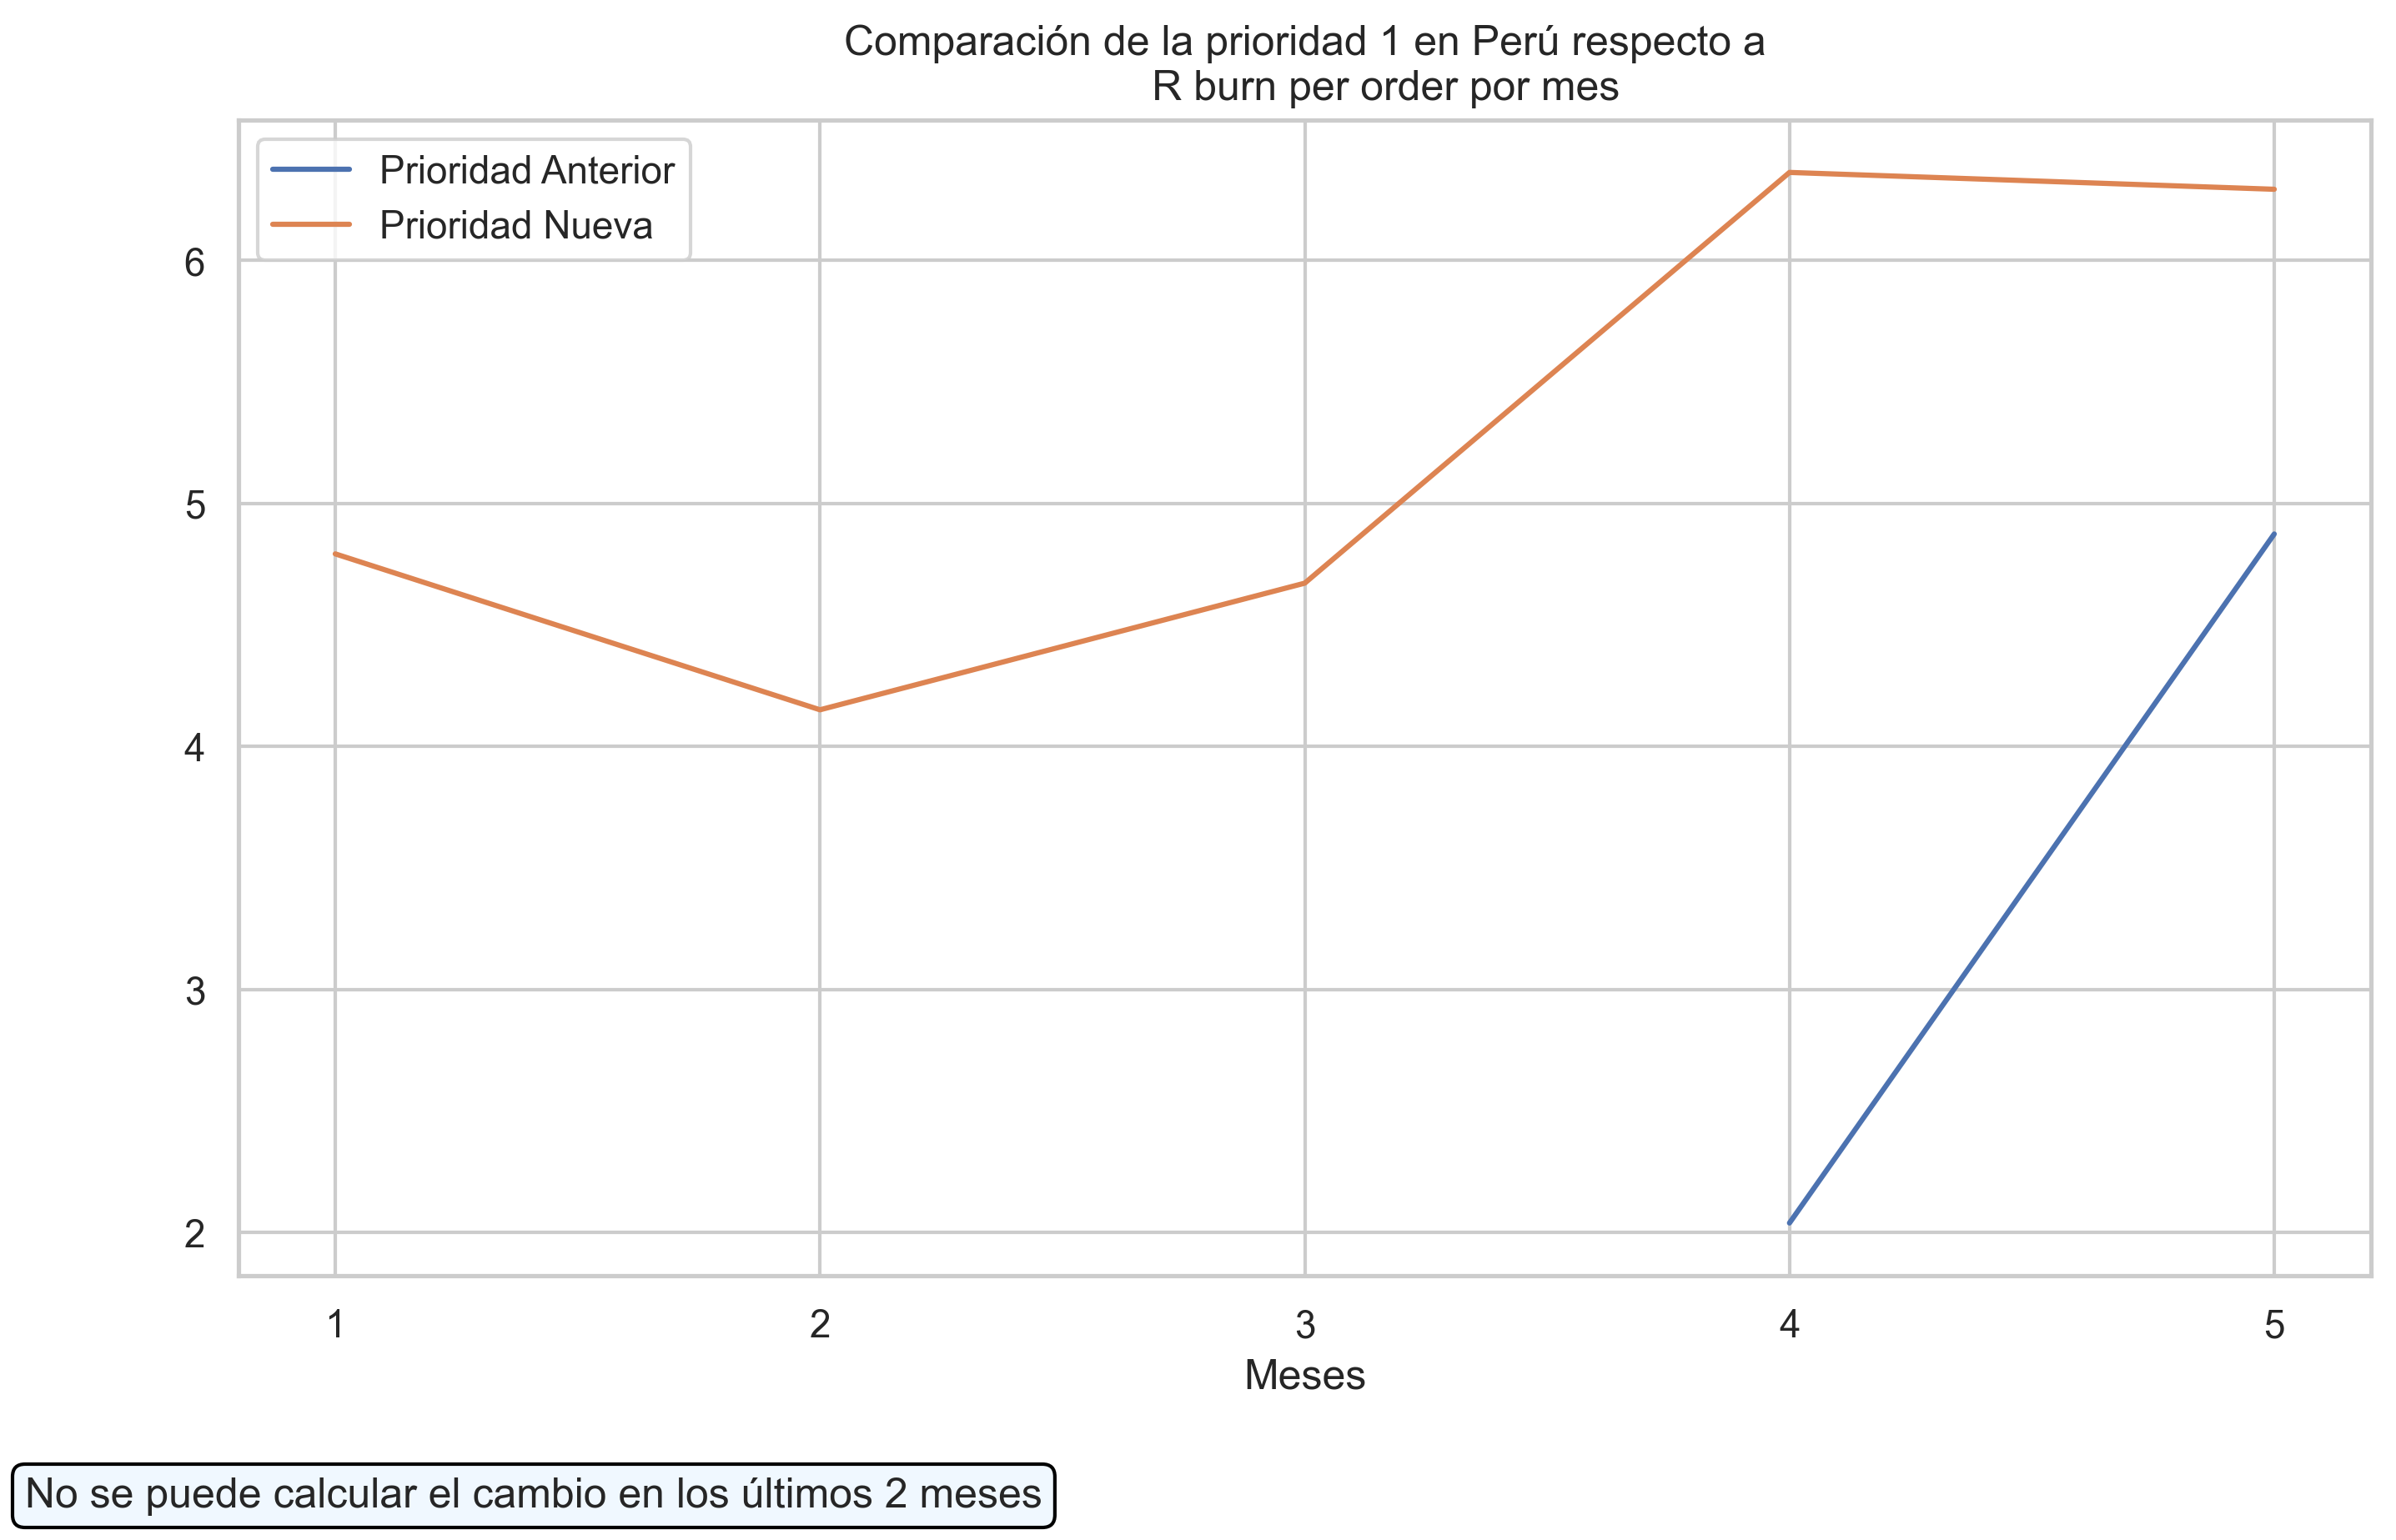 Comparación de la prioridad 1 en Perú respecto a
R burn per order por mes
Prioridad Anterior
Prioridad Nueva
6
5
4
3
2
1
2
3
4
5
Meses
No se puede calcular el cambio en los últimos 2 meses